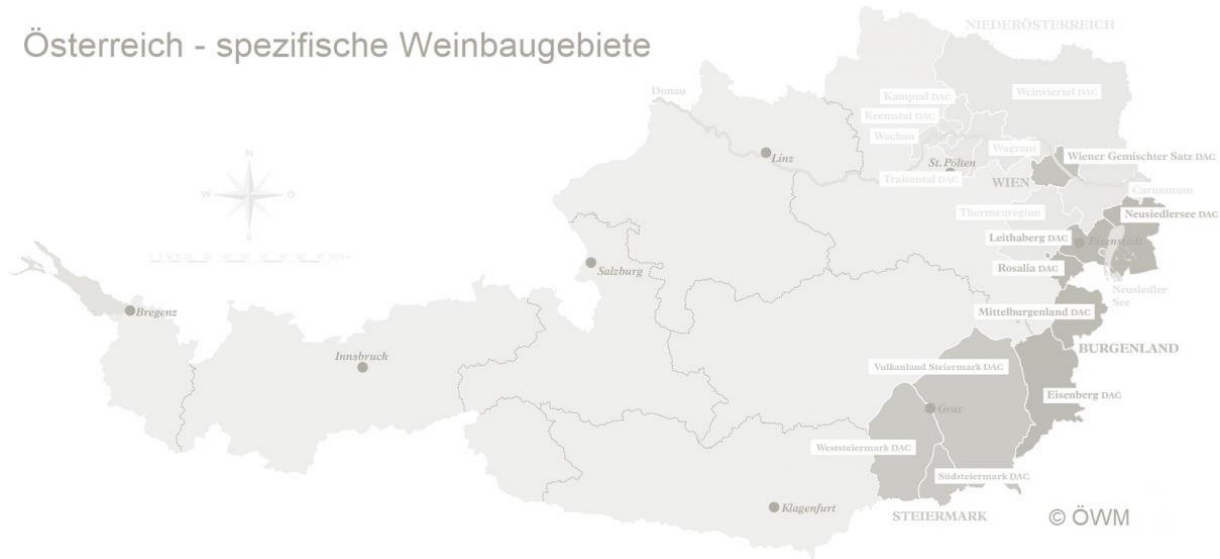 Österreich - spezifische Weinbaugebiete
NIEDERÖSTERREICH
Donau
Kamptal DAC
Weinviertel DAC
Kremstal DAC
Wachau
Wagram
Linz
St. Pölten
Wiener Gemischter Satz DAC
Traisental DAC
WIEN
Carnuntum
N
W
O
S
Thermenregion
Neusiedlersee DAC
Leithaberg DAC
Eisenstadt
Salzburg
Rosalia DAC
Neusiedler
See
Bregenz
Mittelburgenland DAC
BURGENLAND
Innsbruck
Vulkanland Steiermark DAC
Eisenberg DAC
Graz
Weststeiermark DAC
Südsteiermark DAC
Klagenfurt
STEIERMARK
© ÖWM